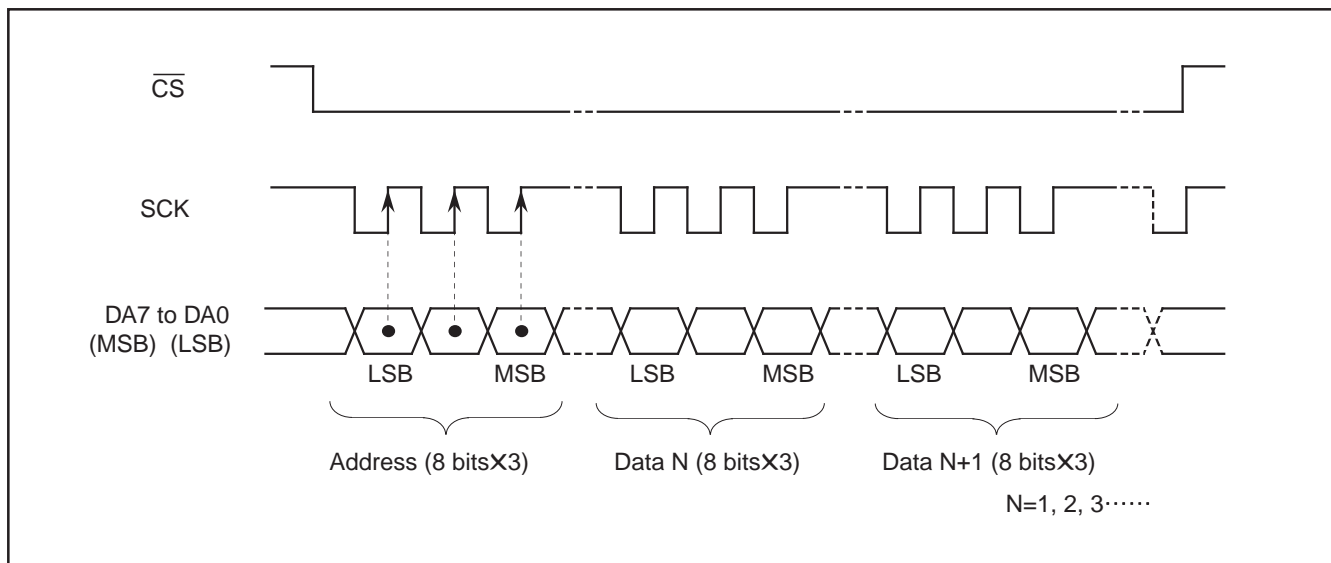 CS
SCK
DA7 to DA0
(MSB) (LSB)
LSB MSB LSB MSB LSB MSB
Address (8 bits×3) Data N (8 bits×3) Data N+1 (8 bits×3)
N=1, 2, 3······